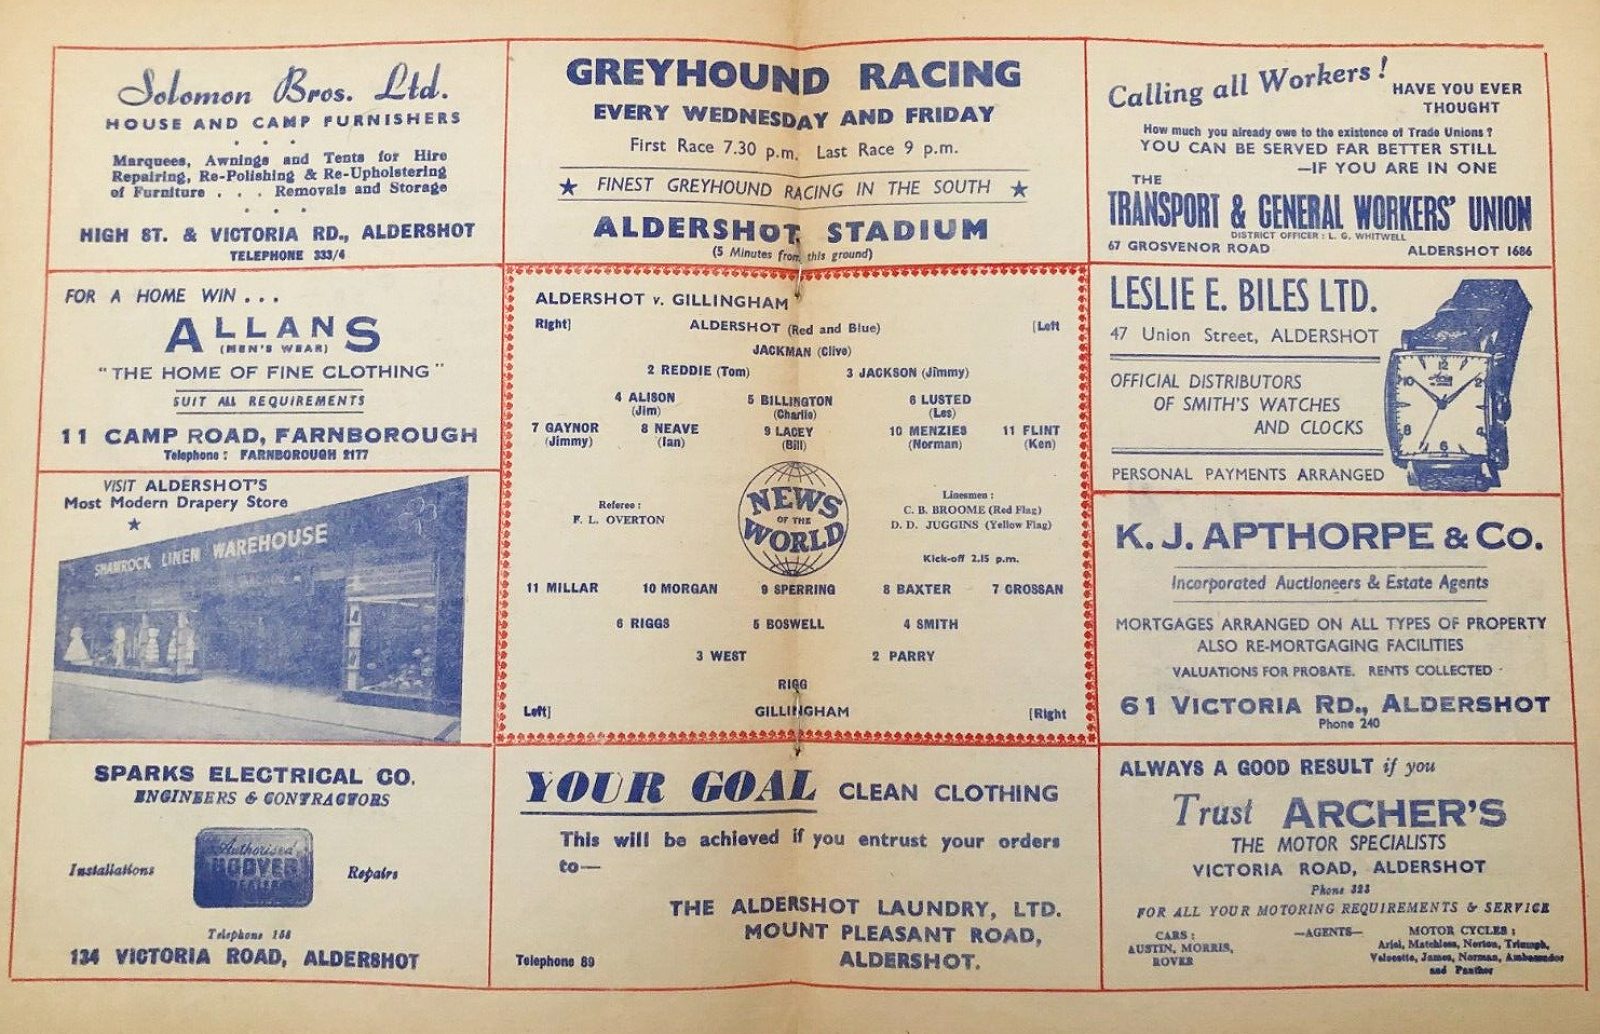 Solomon Bros. Ltd.
HOUSE AND CAMP FURNISHERS
Marquees, Awnings and Tents for Hire
Repairing, Re-Polishing & Re-Upholstering
of Furniture . . . Removals and Storage
HIGH ST. & VICTORIA RD., ALDERSHOT
TELEPHONE 333/4
FOR A HOME WIN . . .
ALLANS
(MEN'S WEAR)
"THE HOME OF FINE CLOTHING"
SUIT ALL REQUIREMENTS
11 CAMP ROAD, FARNBOROUGH
Telephone : FARNBOROUGH 2177
VISIT ALDERSHOT'S
Most Modern Drapery Store
SHAMROCK LINEN WAREHOUSE
SPARKS ELECTRICAL CO.
ENGINEERS & CONTRACTORS
Installations
Authorised
HOOVER
DEALER
Repairs
Telephone 168
134 VICTORIA ROAD, ALDERSHOT
GREYHOUND RACING
EVERY WEDNESDAY AND FRIDAY
First Race 7.30 p.m. Last Race 9 p.m.
★ FINEST GREYHOUND RACING IN THE SOUTH ★
ALDERSHOT STADIUM
(5 Minutes from this ground)
ALDERSHOT v. GILLINGHAM
Right] ALDERSHOT (Red and Blue) [Left
JACKMAN (Clive)
2 REDDIE (Tom) 3 JACKSON (Jimmy)
4 ALISON 5 BILLINGTON 6 LUSTED
(Jim) (Charlie) (Les)
7 GAYNOR 8 NEAVE 9 LACEY 10 MENZIES 11 FLINT
(Jimmy) (Ian) (Bill) (Norman) (Ken)
Referee :
F. L. OVERTON
NEWS
OF THE
WORLD
Linesmen :
C. B. BROOME (Red Flag)
D. D. JUGGINS (Yellow Flag)
Kick-off 2.15 p.m.
11 MILLAR 10 MORGAN 9 SPERRING 8 BAXTER 7 CROSSAN
6 RIGGS 5 BOSWELL 4 SMITH
3 WEST 2 PARRY
RIGG
Left] GILLINGHAM [Right
YOUR GOAL CLEAN CLOTHING
This will be achieved if you entrust your orders
to—
THE ALDERSHOT LAUNDRY, LTD.
MOUNT PLEASANT ROAD,
Telephone 89 ALDERSHOT.
Calling all Workers! HAVE YOU EVER
THOUGHT
How much you already owe to the existence of Trade Unions?
YOU CAN BE SERVED FAR BETTER STILL
—IF YOU ARE IN ONE
THE
TRANSPORT & GENERAL WORKERS' UNION
DISTRICT OFFICER : L. G. WHITWELL
67 GROSVENOR ROAD ALDERSHOT 1686
LESLIE E. BILES LTD.
47 Union Street, ALDERSHOT
OFFICIAL DISTRIBUTORS
OF SMITH'S WATCHES
AND CLOCKS
PERSONAL PAYMENTS ARRANGED
K. J. APTHORPE & Co.
Incorporated Auctioneers & Estate Agents
MORTGAGES ARRANGED ON ALL TYPES OF PROPERTY
ALSO RE-MORTGAGING FACILITIES
VALUATIONS FOR PROBATE. RENTS COLLECTED
61 VICTORIA RD., ALDERSHOT
Phone 240
ALWAYS A GOOD RESULT if you
Trust ARCHER'S
THE MOTOR SPECIALISTS
VICTORIA ROAD, ALDERSHOT
Phone 323
FOR ALL YOUR MOTORING REQUIREMENTS & SERVICE
—AGENTS—
CARS :
AUSTIN, MORRIS,
ROVER
MOTOR CYCLES :
Ariel, Matchless, Norton, Triumph,
Velocette, James, Norman, Ambassador
and Panther